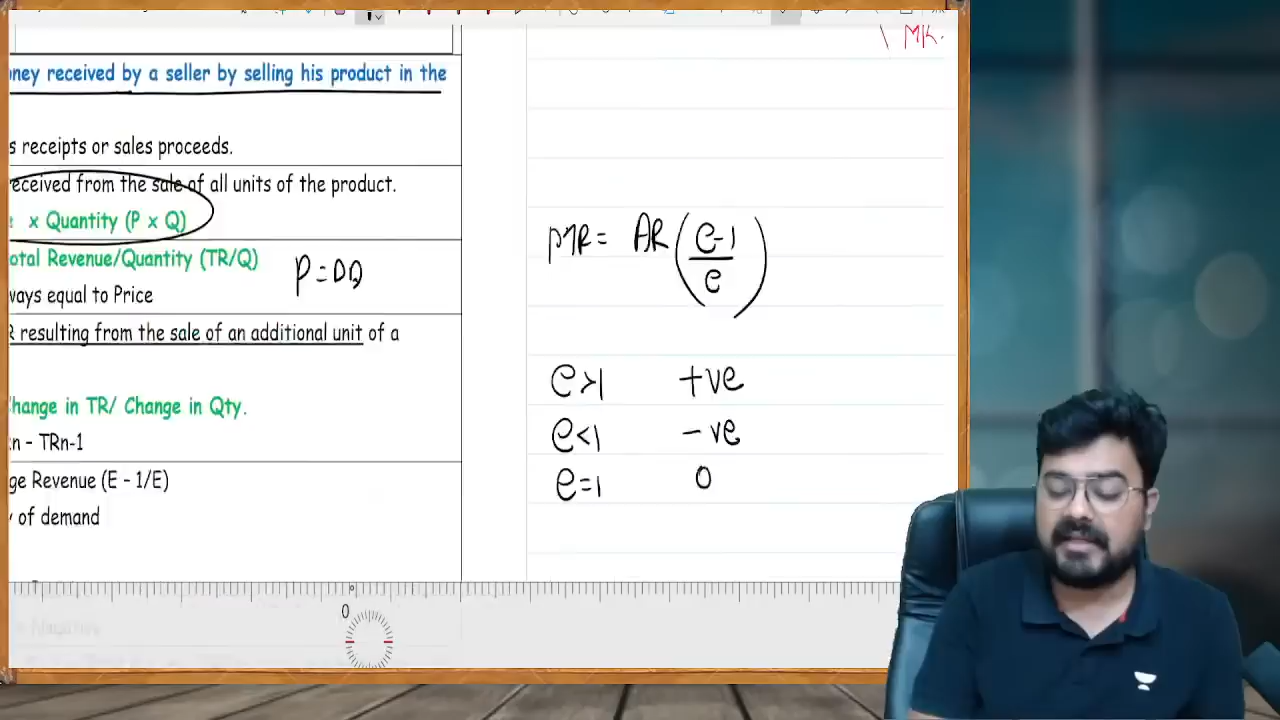 oney received by a seller by selling his product in the
s receipts or sales proceeds.
received from the sale of all units of the product.
x Quantity (P x Q)
otal Revenue/Quantity (TR/Q)
ways equal to Price
P = DQ
R resulting from the sale of an additional unit of a
hange in TR/ Change in Qty.
n – TRn-1
ge Revenue (E – 1/E)
of demand
MR = AR (e-1 / e)
e>1 +ve
e<1 -ve
e=1 0
0
Negative